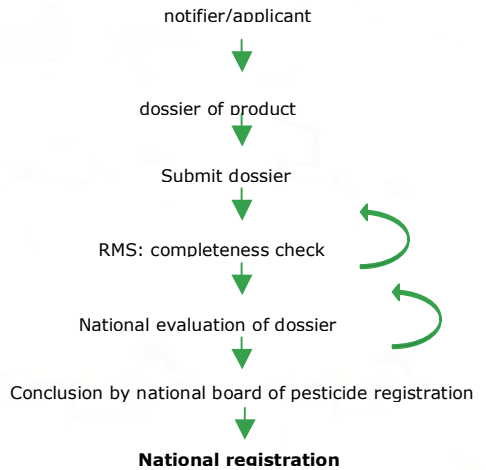 notifier/applicant
dossier of product
Submit dossier
RMS: completeness check
National evaluation of dossier
Conclusion by national board of pesticide registration
National registration